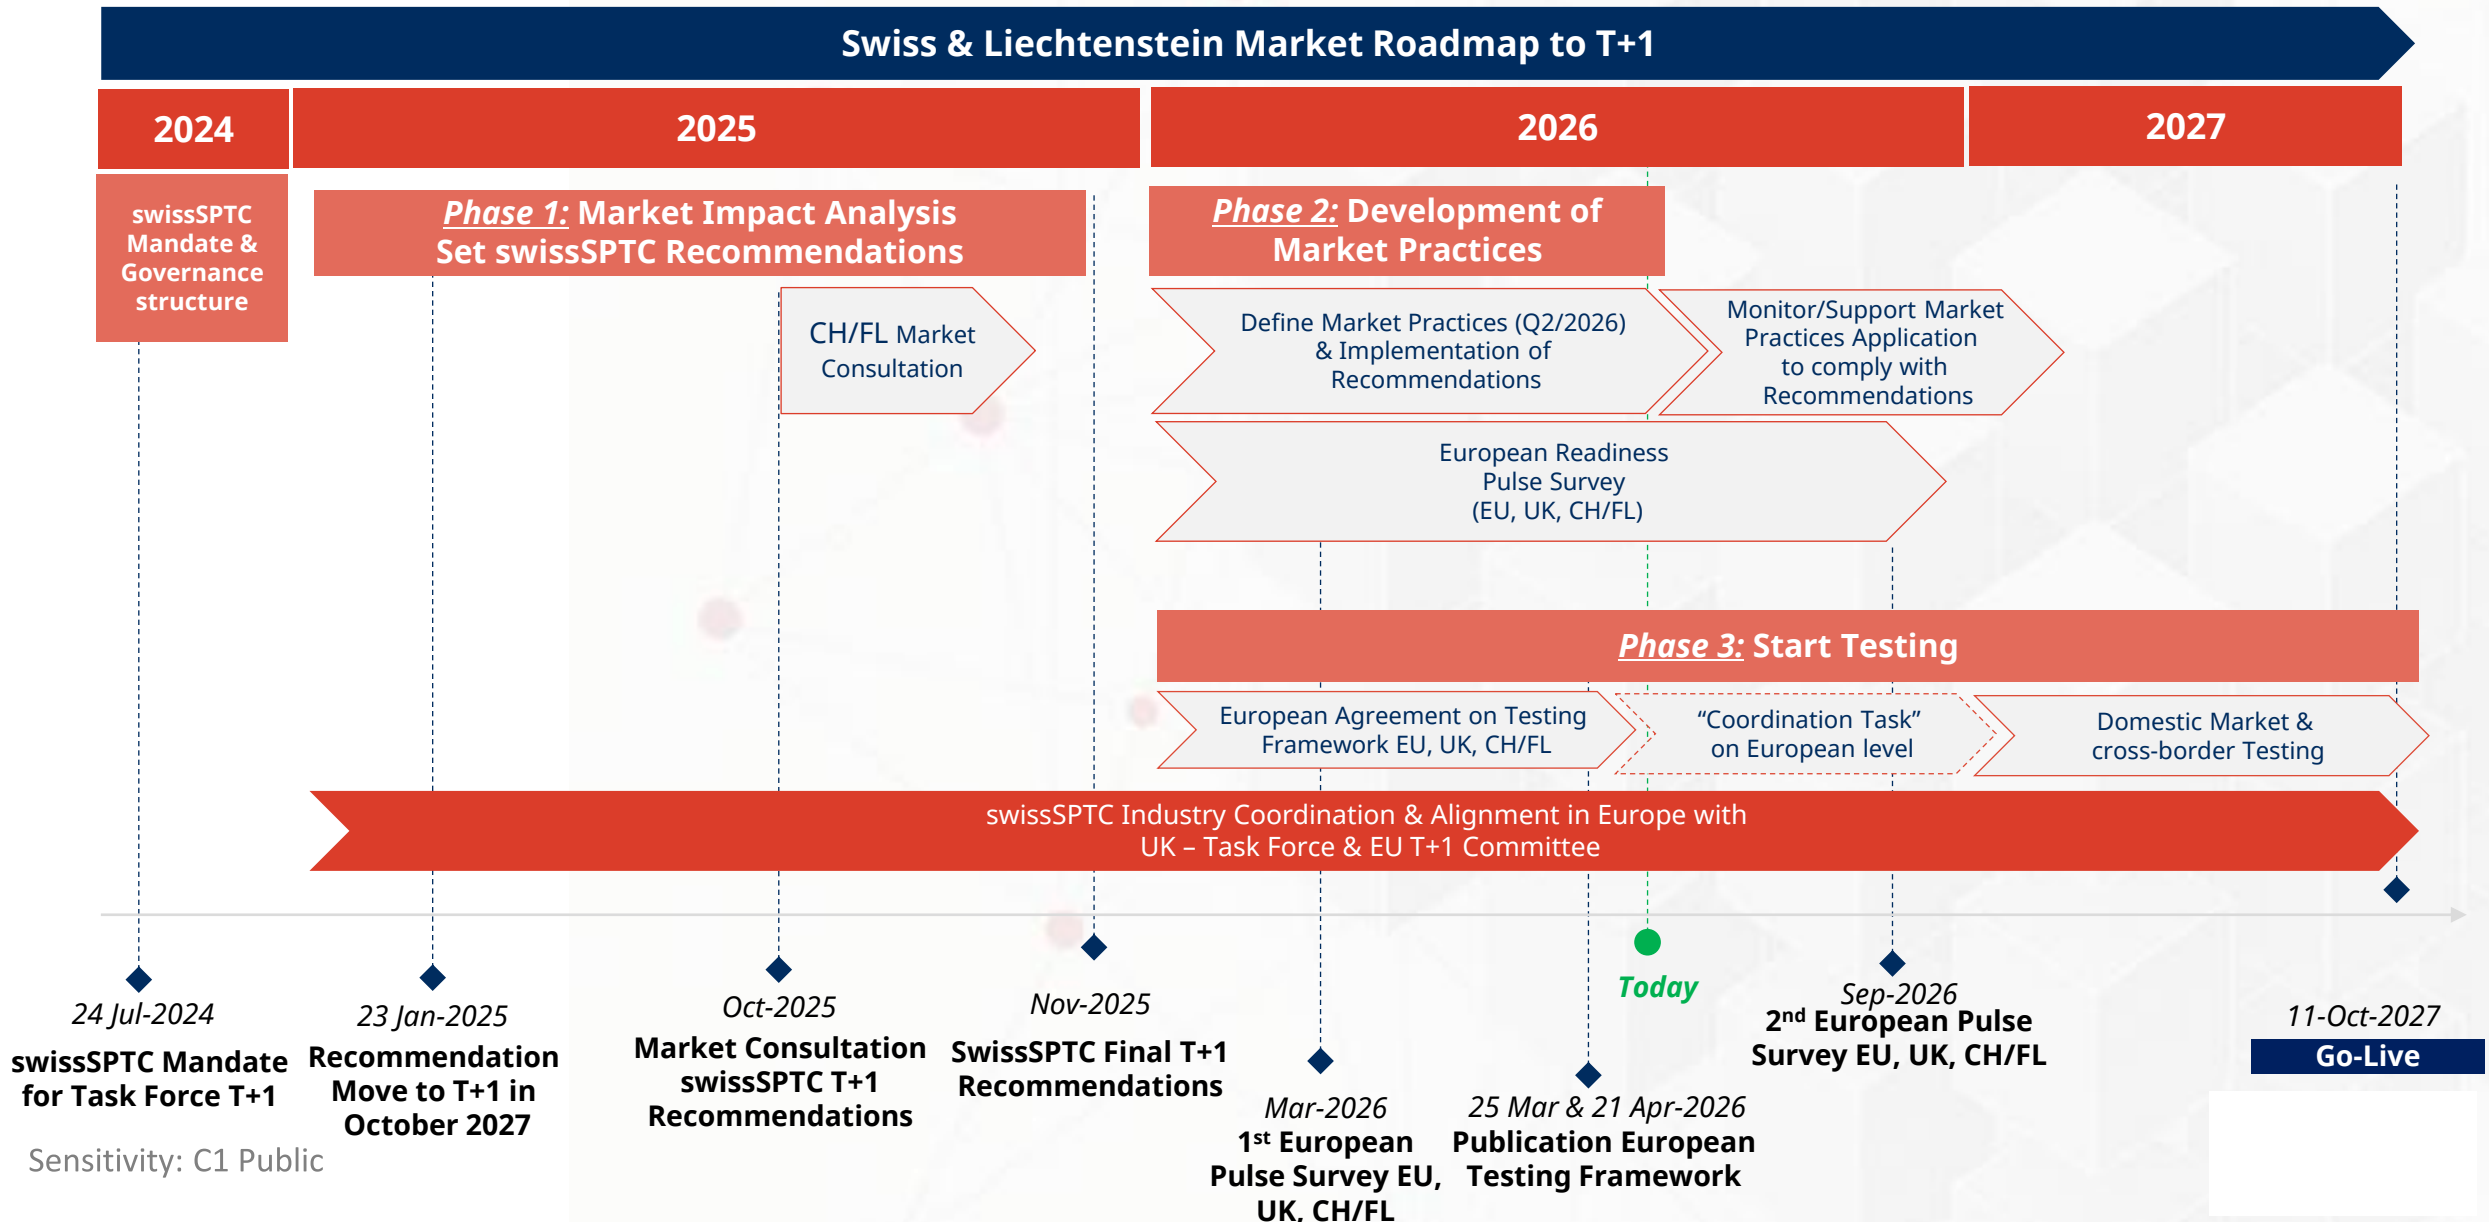 Swiss & Liechtenstein Market Roadmap to T+1
2024
2025
2026
2027
swissSPTC
Mandate &
Governance
structure
Phase 1: Market Impact Analysis
Set swissSPTC Recommendations
Phase 2: Development of
Market Practices
CH/FL Market
Consultation
Define Market Practices (Q2/2026)
& Implementation of
Recommendations
Monitor/Support Market
Practices Application
to comply with
Recommendations
European Readiness
Pulse Survey
(EU, UK, CH/FL)
Phase 3: Start Testing
European Agreement on Testing
Framework EU, UK, CH/FL
“Coordination Task”
on European level
Domestic Market &
cross-border Testing
swissSPTC Industry Coordination & Alignment in Europe with
UK – Task Force & EU T+1 Committee
24 Jul-2024
swissSPTC Mandate
for Task Force T+1
23 Jan-2025
Recommendation
Move to T+1 in
October 2027
Oct-2025
Market Consultation
swissSPTC T+1
Recommendations
Nov-2025
SwissSPTC Final T+1
Recommendations
Mar-2026
1st European
Pulse Survey EU,
UK, CH/FL
25 Mar & 21 Apr-2026
Publication European
Testing Framework
Today
Sep-2026
2nd European Pulse
Survey EU, UK, CH/FL
11-Oct-2027
Go-Live
Sensitivity: C1 Public